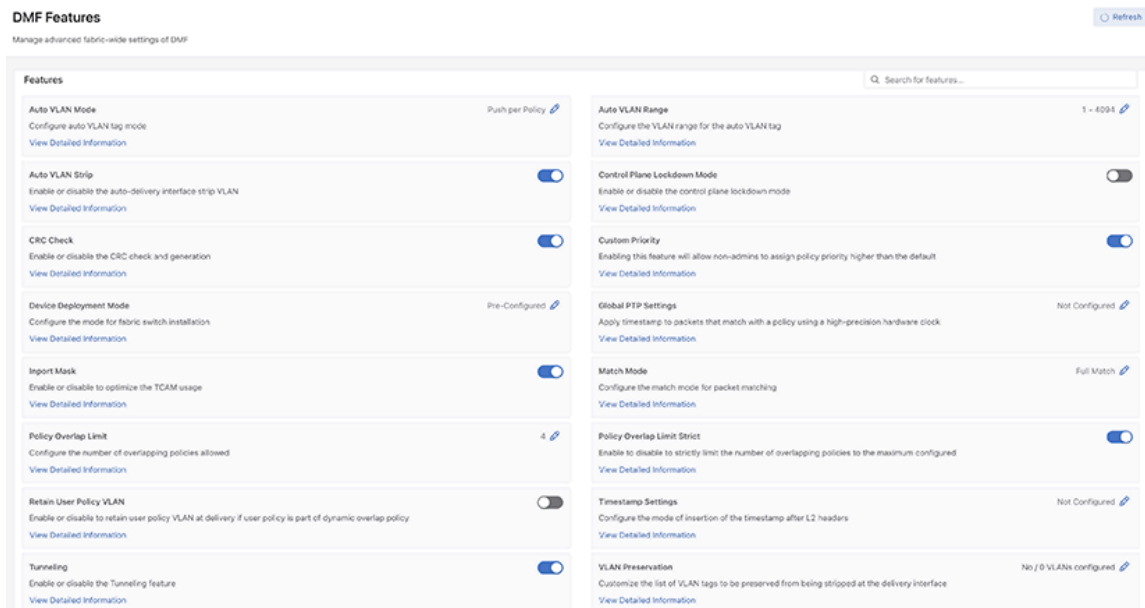 DMF Features
Refresh
Manage advanced fabric-wide settings of DMF
Features
Search for features...
Auto VLAN Mode
Push per Policy
Configure auto VLAN tag mode
View Detailed Information
Auto VLAN Range
1 - 4094
Configure the VLAN range for the auto VLAN tag
View Detailed Information
Auto VLAN Strip
Enable or disable the auto-delivery interface strip VLAN
View Detailed Information
Control Plane Lockdown Mode
Enable or disable the control plane lockdown mode
View Detailed Information
CRC Check
Enable or disable the CRC check and generation
View Detailed Information
Custom Priority
Enabling this feature will allow non-admins to assign policy priority higher than the default
View Detailed Information
Device Deployment Mode
Pre-Configured
Configure the mode for fabric switch installation
View Detailed Information
Global PTP Settings
Not Configured
Apply timestamp to packets that match with a policy using a high-precision hardware clock
View Detailed Information
Inport Mask
Enable or disable to optimize the TCAM usage
View Detailed Information
Match Mode
Full Match
Configure the match mode for packet matching
View Detailed Information
Policy Overlap Limit
4
Configure the number of overlapping policies allowed
View Detailed Information
Policy Overlap Limit Strict
Enable to disable to strictly limit the number of overlapping policies to the maximum configured
View Detailed Information
Retain User Policy VLAN
Enable or disable to retain user policy VLAN at delivery if user policy is part of dynamic overlap policy
View Detailed Information
Timestamp Settings
Not Configured
Configure the mode of insertion of the timestamp after L2 headers
View Detailed Information
Tunneling
Enable or disable the Tunneling feature
View Detailed Information
VLAN Preservation
No / 0 VLANs configured
Customize the list of VLAN tags to be preserved from being stripped at the delivery interface
View Detailed Information